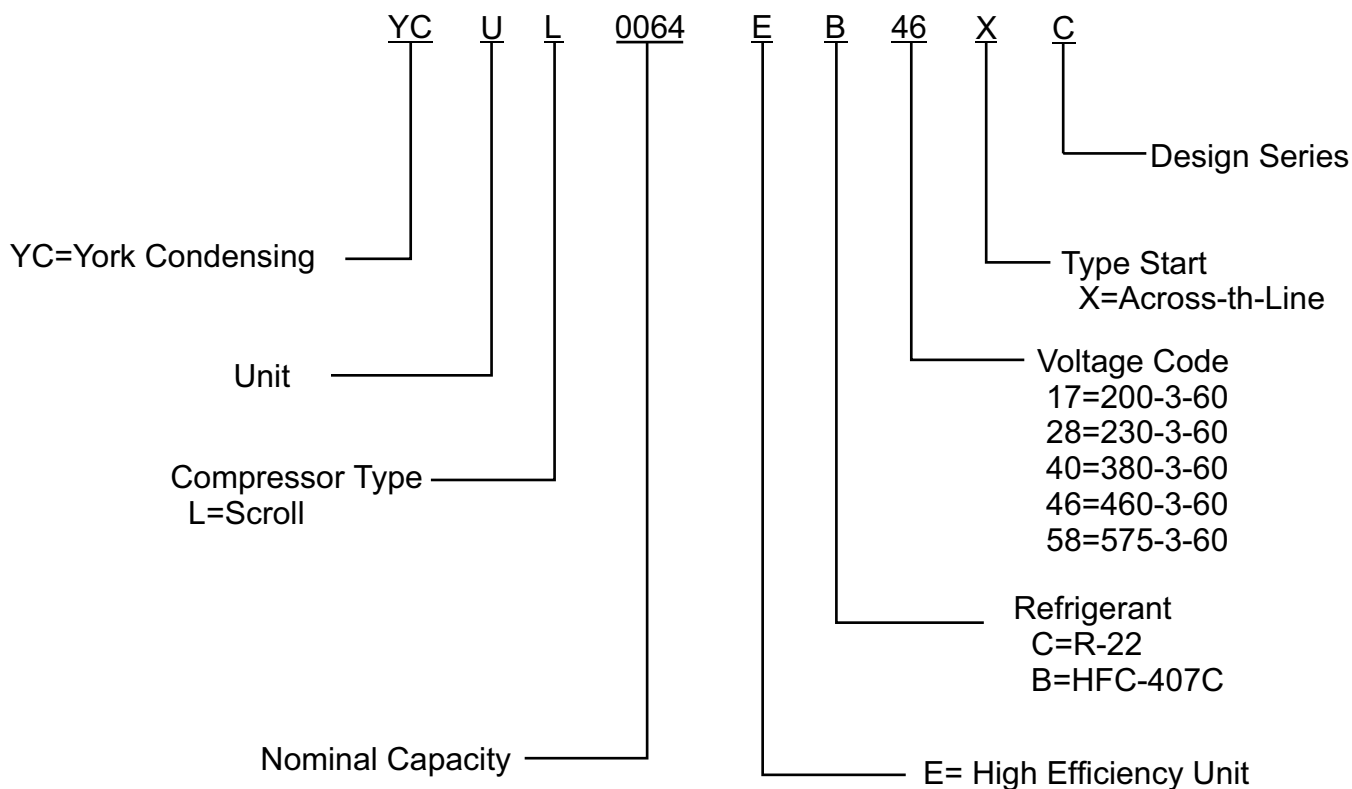 YC U L 0064 E B 46 X C
Design Series
YC=York Condensing
Type Start
X=Across-th-Line
Unit
Voltage Code
17=200-3-60
28=230-3-60
40=380-3-60
46=460-3-60
58=575-3-60
Compressor Type
L=Scroll
Refrigerant
C=R-22
B=HFC-407C
Nominal Capacity
E= High Efficiency Unit